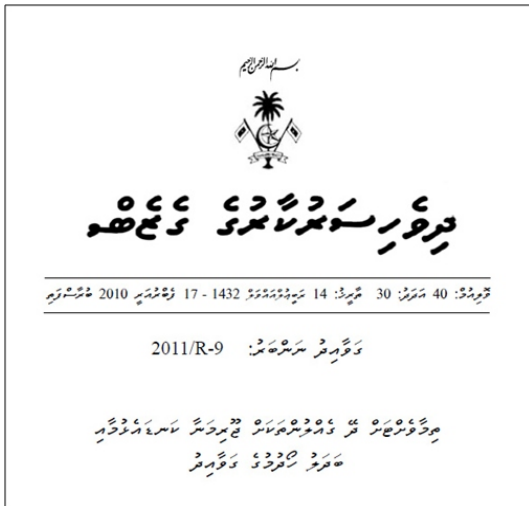 بسم الله الرحمن الرحيم
ދިވެހިސަރުކާރުގެ ގެޒެޓް
ވޮލިއުމް: 40 އަދަދު: 30 ތާރީޚު: 14 ރަބީޢުލްއައްވަލް 1432 - 17 ފެބްރުއަރީ 2010 ބުރާސްފަތި
ގަވާއިދު ނަންބަރު: 2011/R-9
ތިމާވެށްޓަށް ދޭ ގެއްލުންތަކަށް ޖޫރިމަނާ ކަނޑައެޅުމާއި
ބަދަލު ހޯދުމުގެ ގަވާއިދު